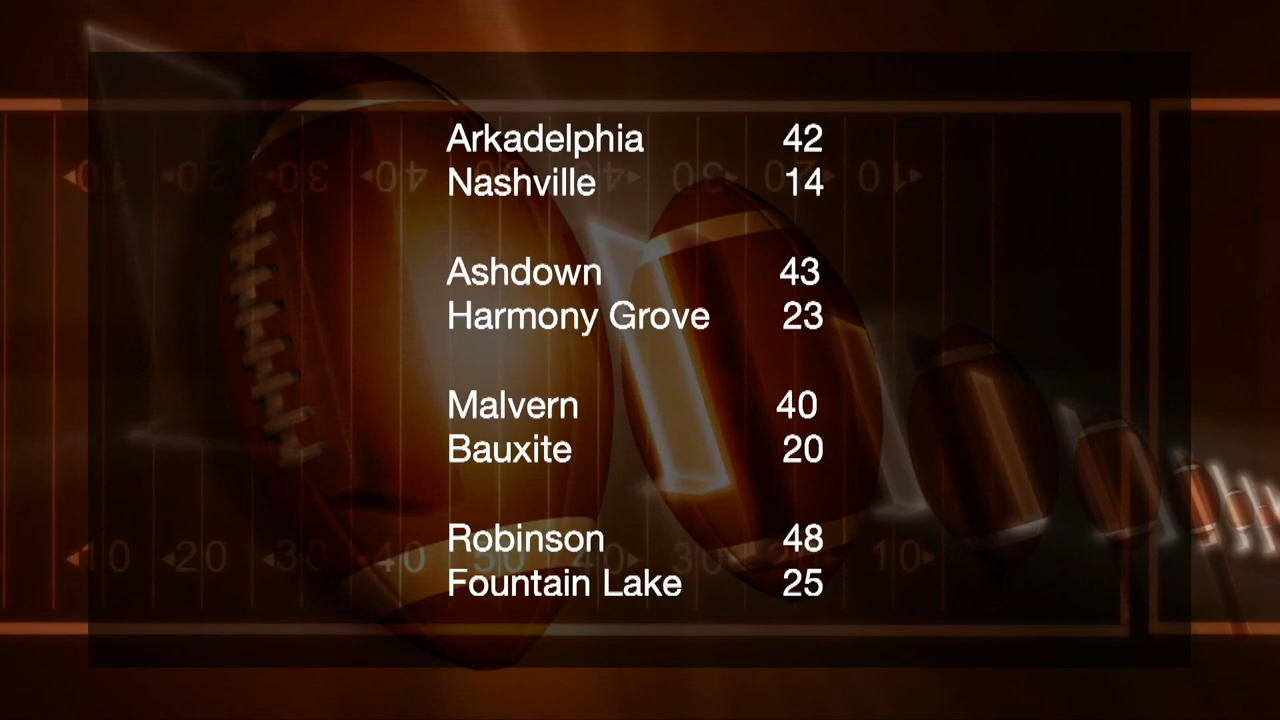 Arkadelphia 42
Nashville 14
Ashdown 43
Harmony Grove 23
Malvern 40
Bauxite 20
Robinson 48
Fountain Lake 25